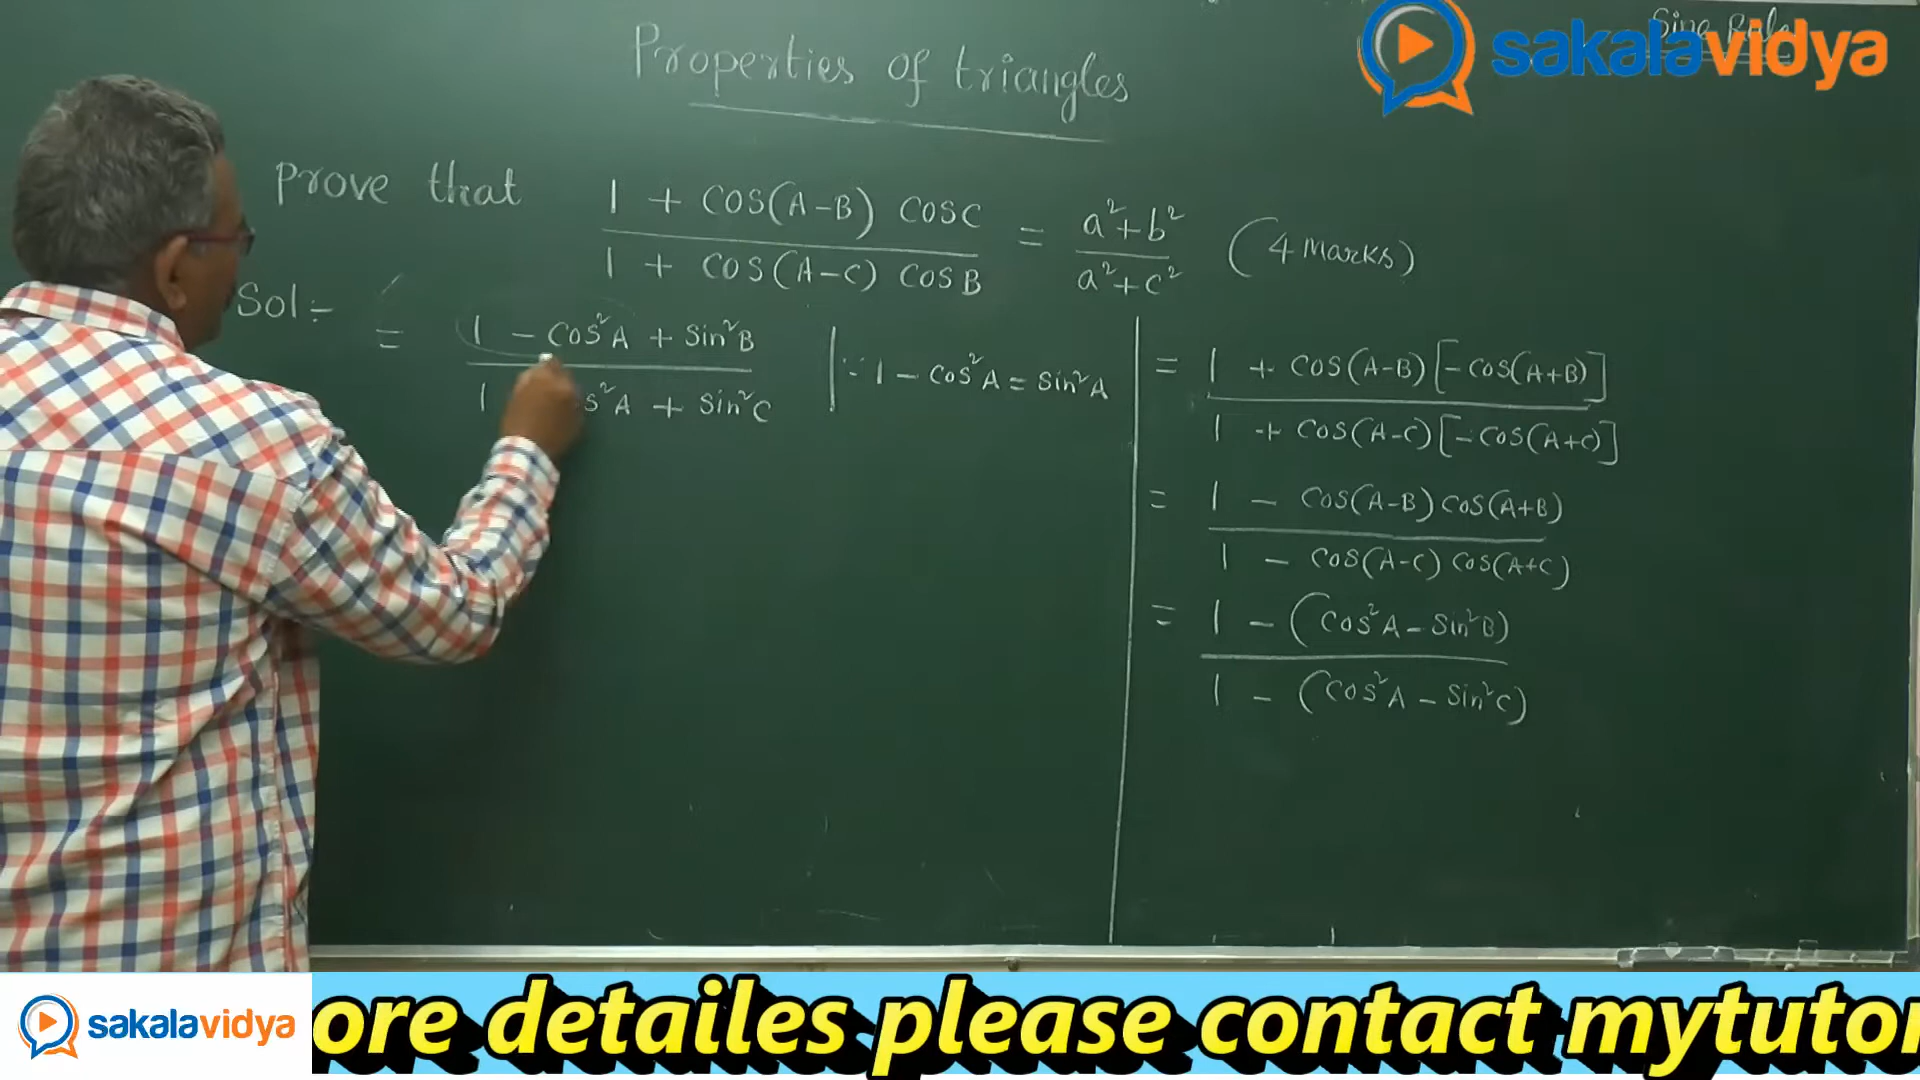 Properties of triangles
Sine Rule
sakalavidya
Prove that 1 + COS(A-B) COSC / 1 + COS(A-C) COSB = a²+b² / a²+c² (4 Marks)
Sol:-
= 1 - Cos²A + Sin²B
1 os²A + Sin²C
∵ 1 - Cos²A = Sin²A
= 1 + COS(A-B)[-COS(A+B)]
1 + COS(A-C)[-COS(A+C)]
= 1 - COS(A-B) COS(A+B)
1 - COS(A-C) COS(A+C)
= 1 - (COS²A - Sin²B)
1 - (COS²A - Sin²C)
sakalavidya
ore detailes please contact mytutor